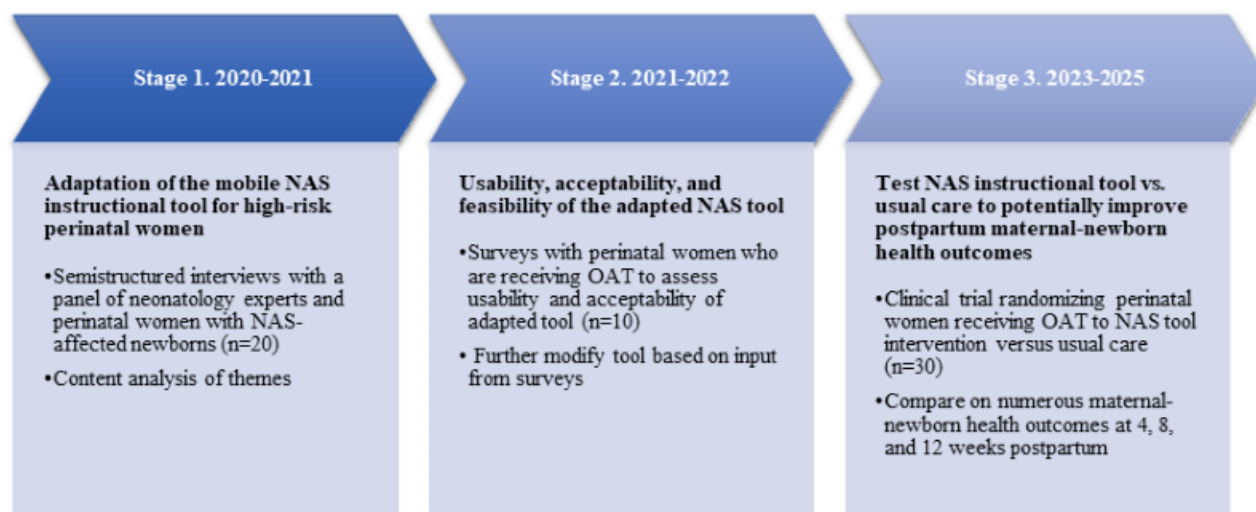 Stage 1. 2020-2021
Adaptation of the mobile NAS
instructional tool for high-risk
perinatal women
•Semistructured interviews with a
panel of neonatology experts and
perinatal women with NAS-
affected newborns (n=20)
•Content analysis of themes
Stage 2. 2021-2022
Usability, acceptability, and
feasibility of the adapted NAS tool
•Surveys with perinatal women who
are receiving OAT to assess
usability and acceptability of
adapted tool (n=10)
• Further modify tool based on input
from surveys
Stage 3. 2023-2025
Test NAS instructional tool vs.
usual care to potentially improve
postpartum maternal-newborn
health outcomes
•Clinical trial randomizing perinatal
women receiving OAT to NAS tool
intervention versus usual care
(n=30)
•Compare on numerous maternal-
newborn health outcomes at 4, 8,
and 12 weeks postpartum